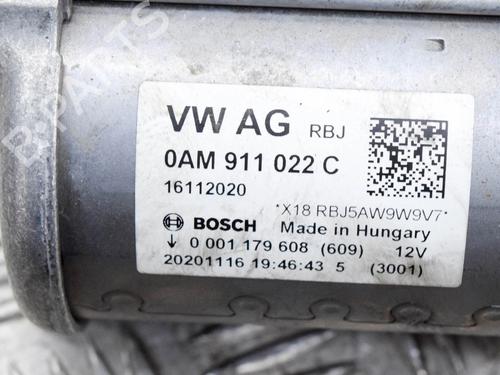 VW AG RBJ
0AM 911 022 C
16112020
*X18 RBJ5AW9W9V7*
BOSCH Made in Hungary
↓ 0 001 179 608 (609) 12V
20201116 19:46:43 5 (3001)
B-PARTS